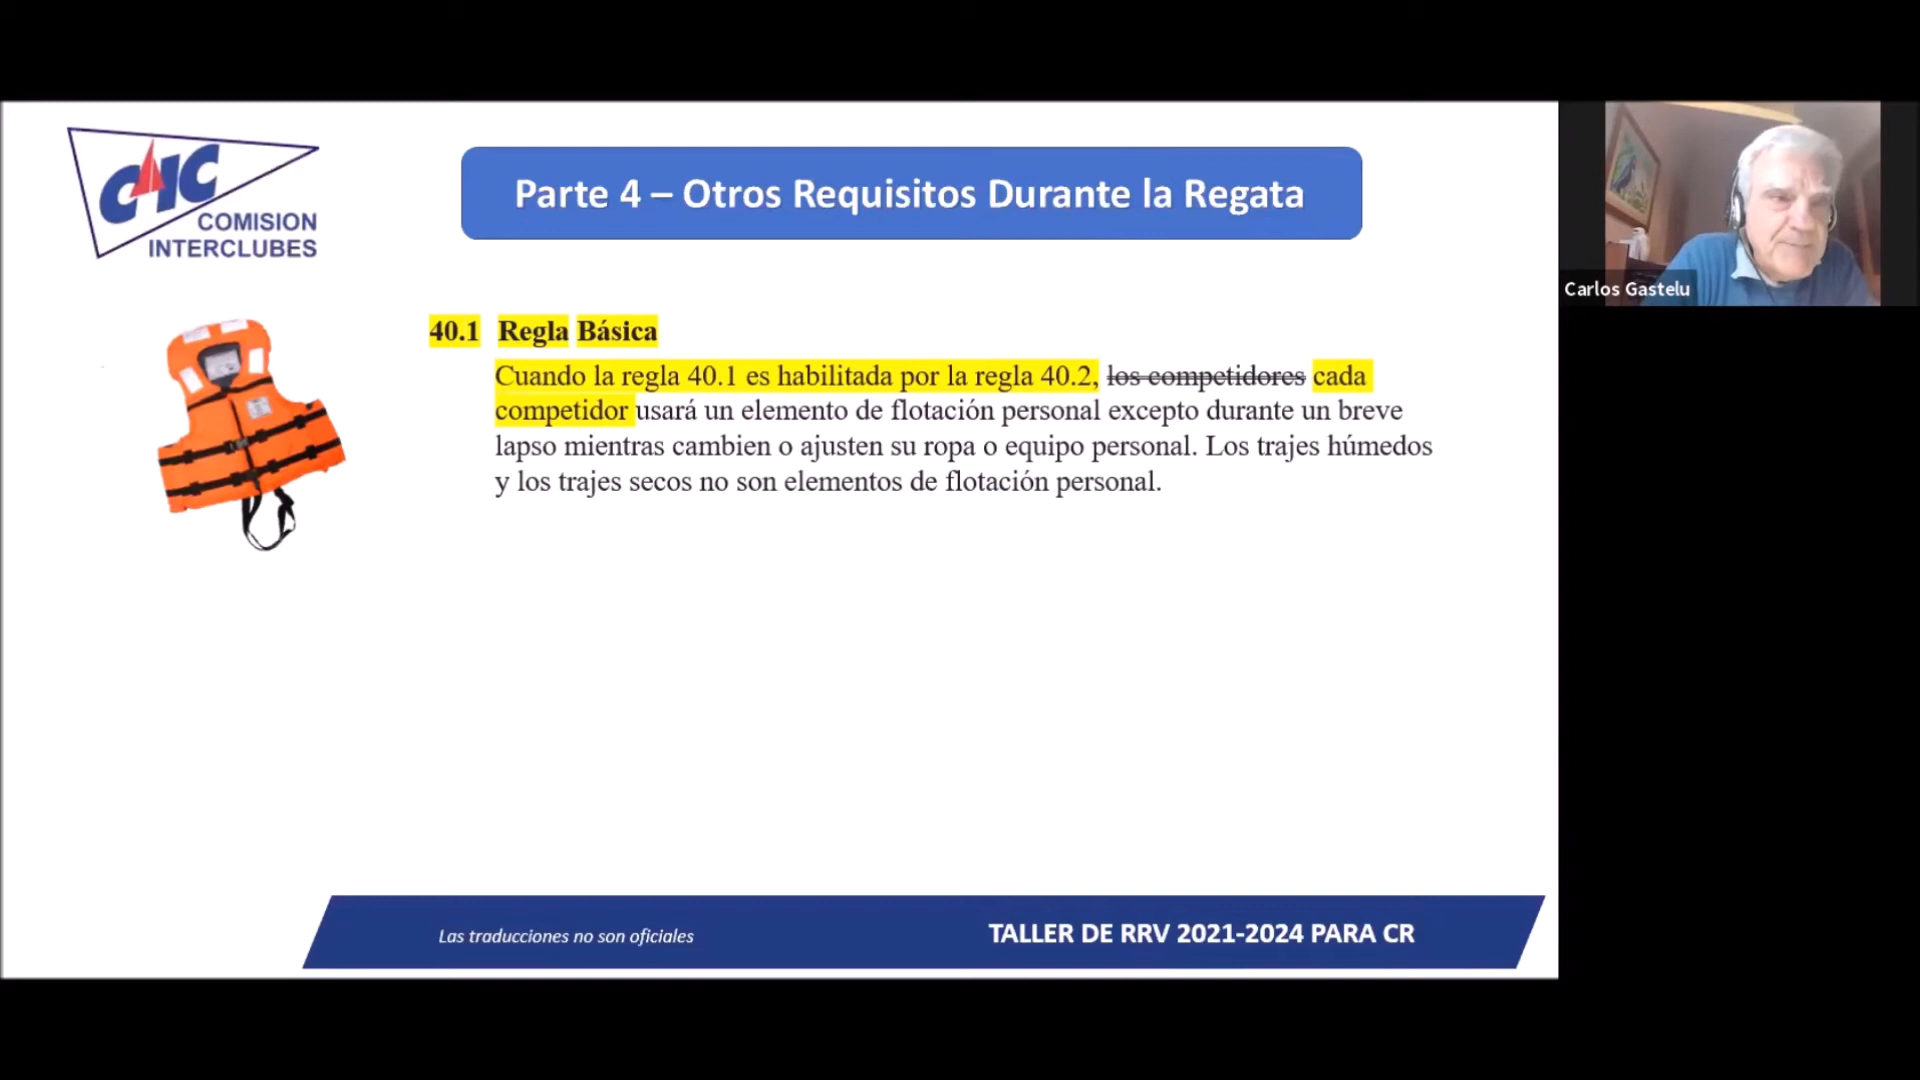 CIC
COMISION
INTERCLUBES
Parte 4 – Otros Requisitos Durante la Regata
Carlos Gastelu
40.1 Regla Básica
Cuando la regla 40.1 es habilitada por la regla 40.2, los competidores cada
competidor usará un elemento de flotación personal excepto durante un breve
lapso mientras cambien o ajusten su ropa o equipo personal. Los trajes húmedos
y los trajes secos no son elementos de flotación personal.
Las traducciones no son oficiales
TALLER DE RRV 2021-2024 PARA CR